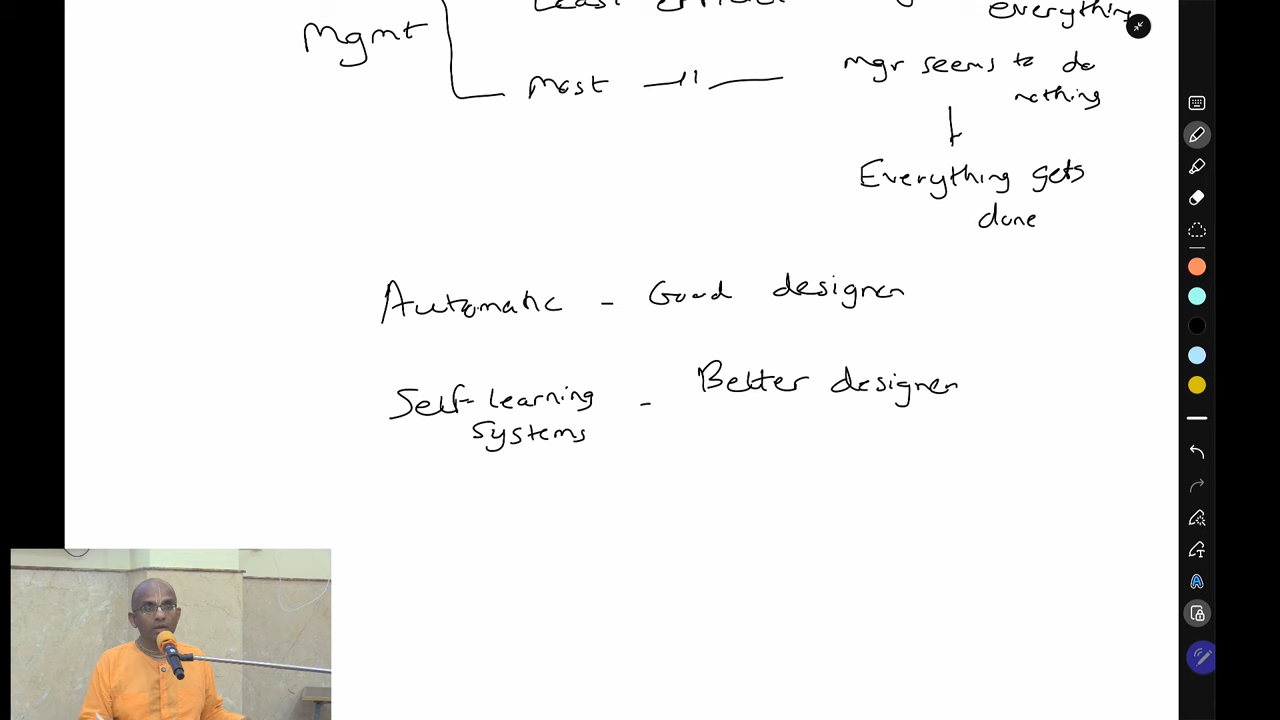 everything
Mgmt
Most —〃—
mgr seems to do
nothing
Everything gets
done
Automatic - Good designer
Self-learning - Better designer
systems